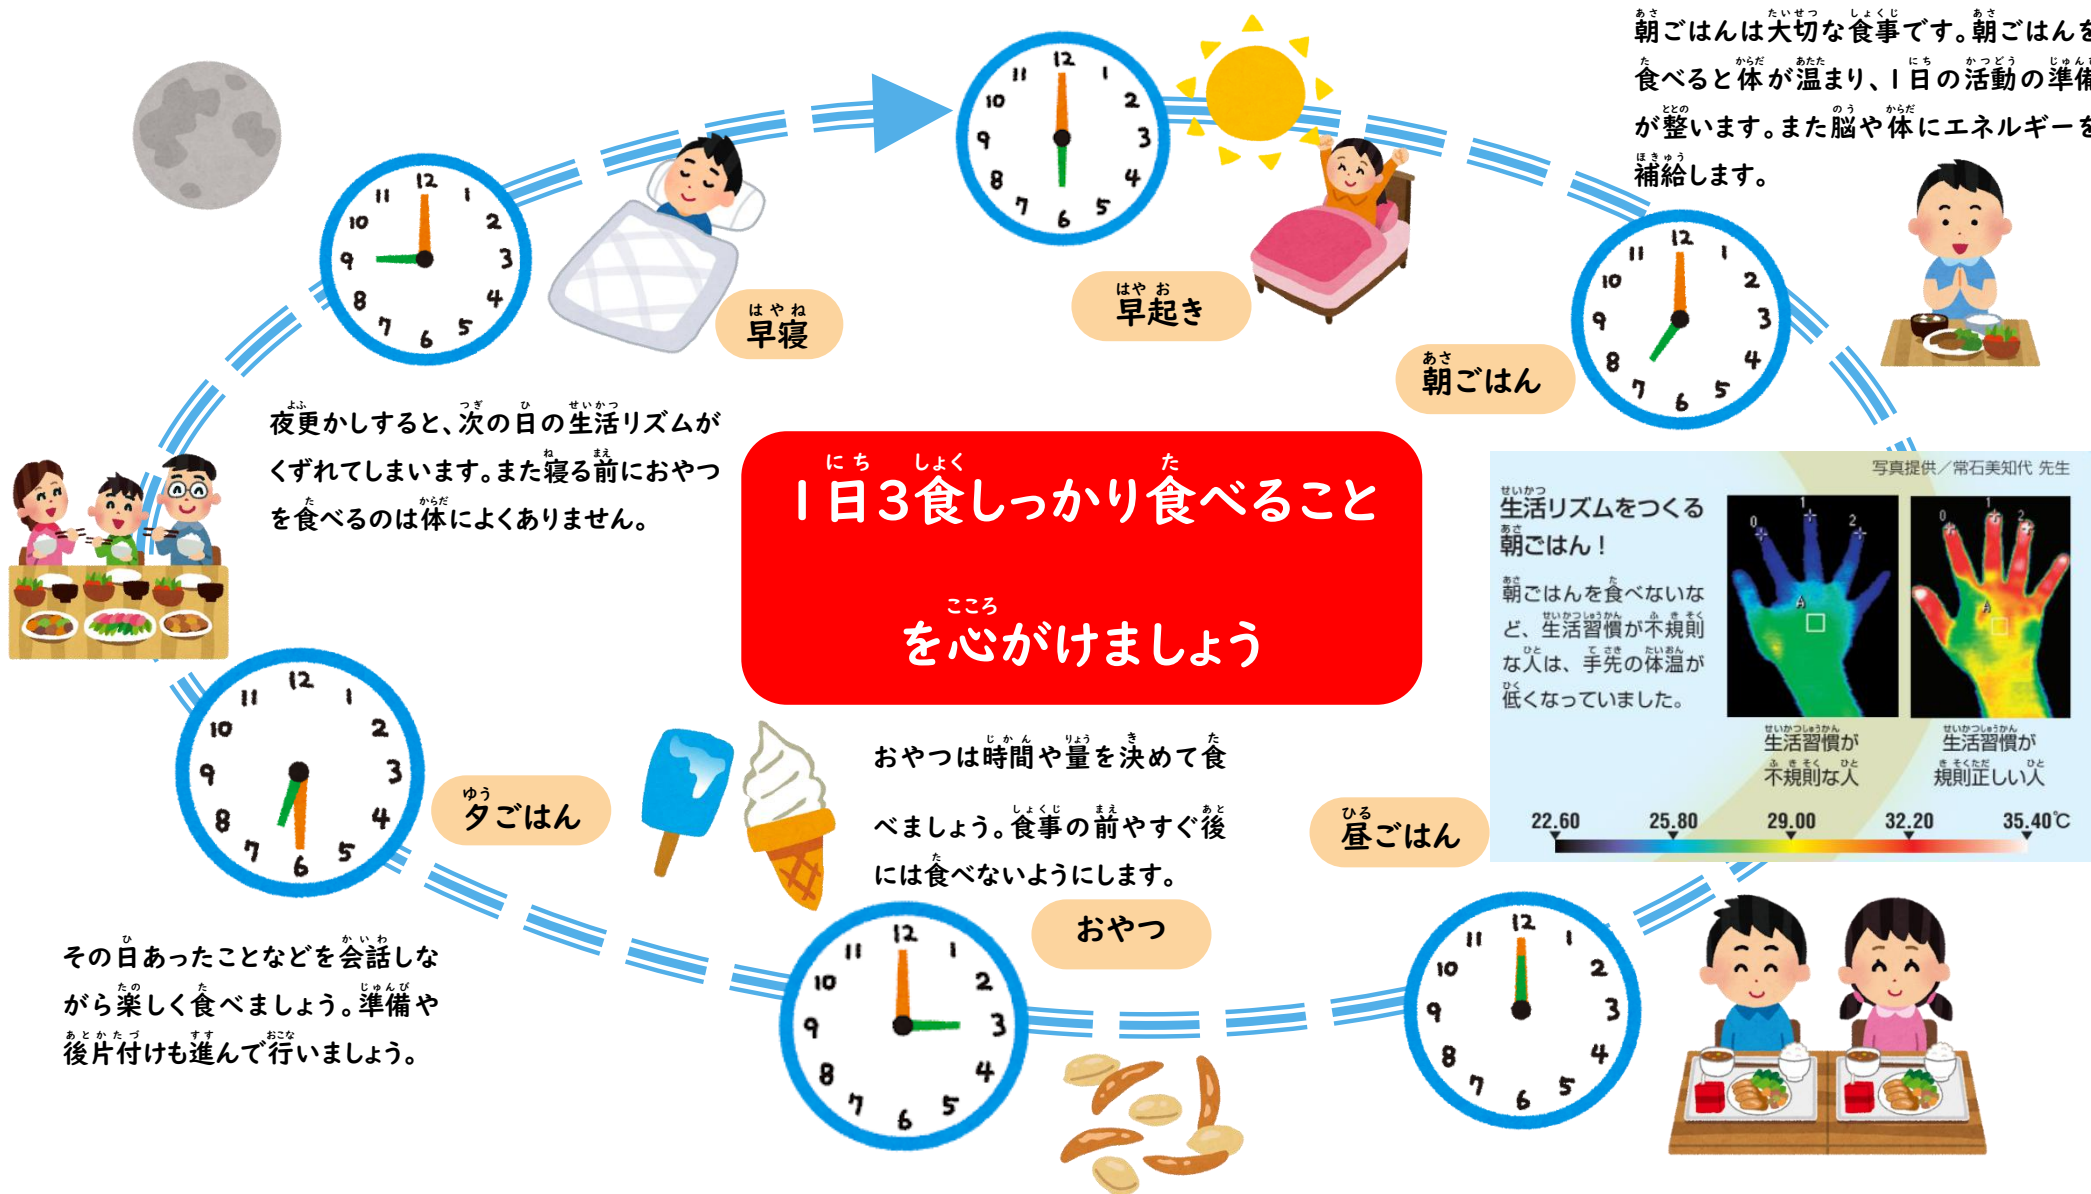 朝ごはんは大切な食事です。朝ごはんを
食べると体が温まり、1日の活動の準備
が整います。また脳や体にエネルギーを
補給します。
早寝
早起き
朝ごはん
夜更かしすると、次の日の生活リズムが
くずれてしまいます。また寝る前におやつ
を食べるのは体によくありません。
1日3食しっかり食べること
を心がけましょう
写真提供／常石美知代 先生
生活リズムをつくる
朝ごはん！
朝ごはんを食べないな
ど、生活習慣が不規則
な人は、手先の体温が
低くなっていました。
生活習慣が
不規則な人
生活習慣が
規則正しい人
22.60 25.80 29.00 32.20 35.40℃
夕ごはん
おやつは時間や量を決めて食
べましょう。食事の前やすぐ後
には食べないようにします。
昼ごはん
おやつ
その日あったことなどを会話しな
がら楽しく食べましょう。準備や
後片付けも進んで行いましょう。